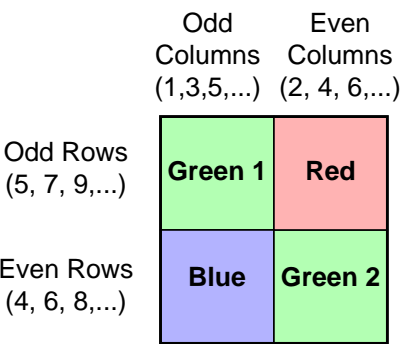 Odd
Columns
(1,3,5,...)
Even
Columns
(2, 4, 6,...)
Odd Rows
(5, 7, 9,...)
Green 1
Red
Even Rows
(4, 6, 8,...)
Blue
Green 2